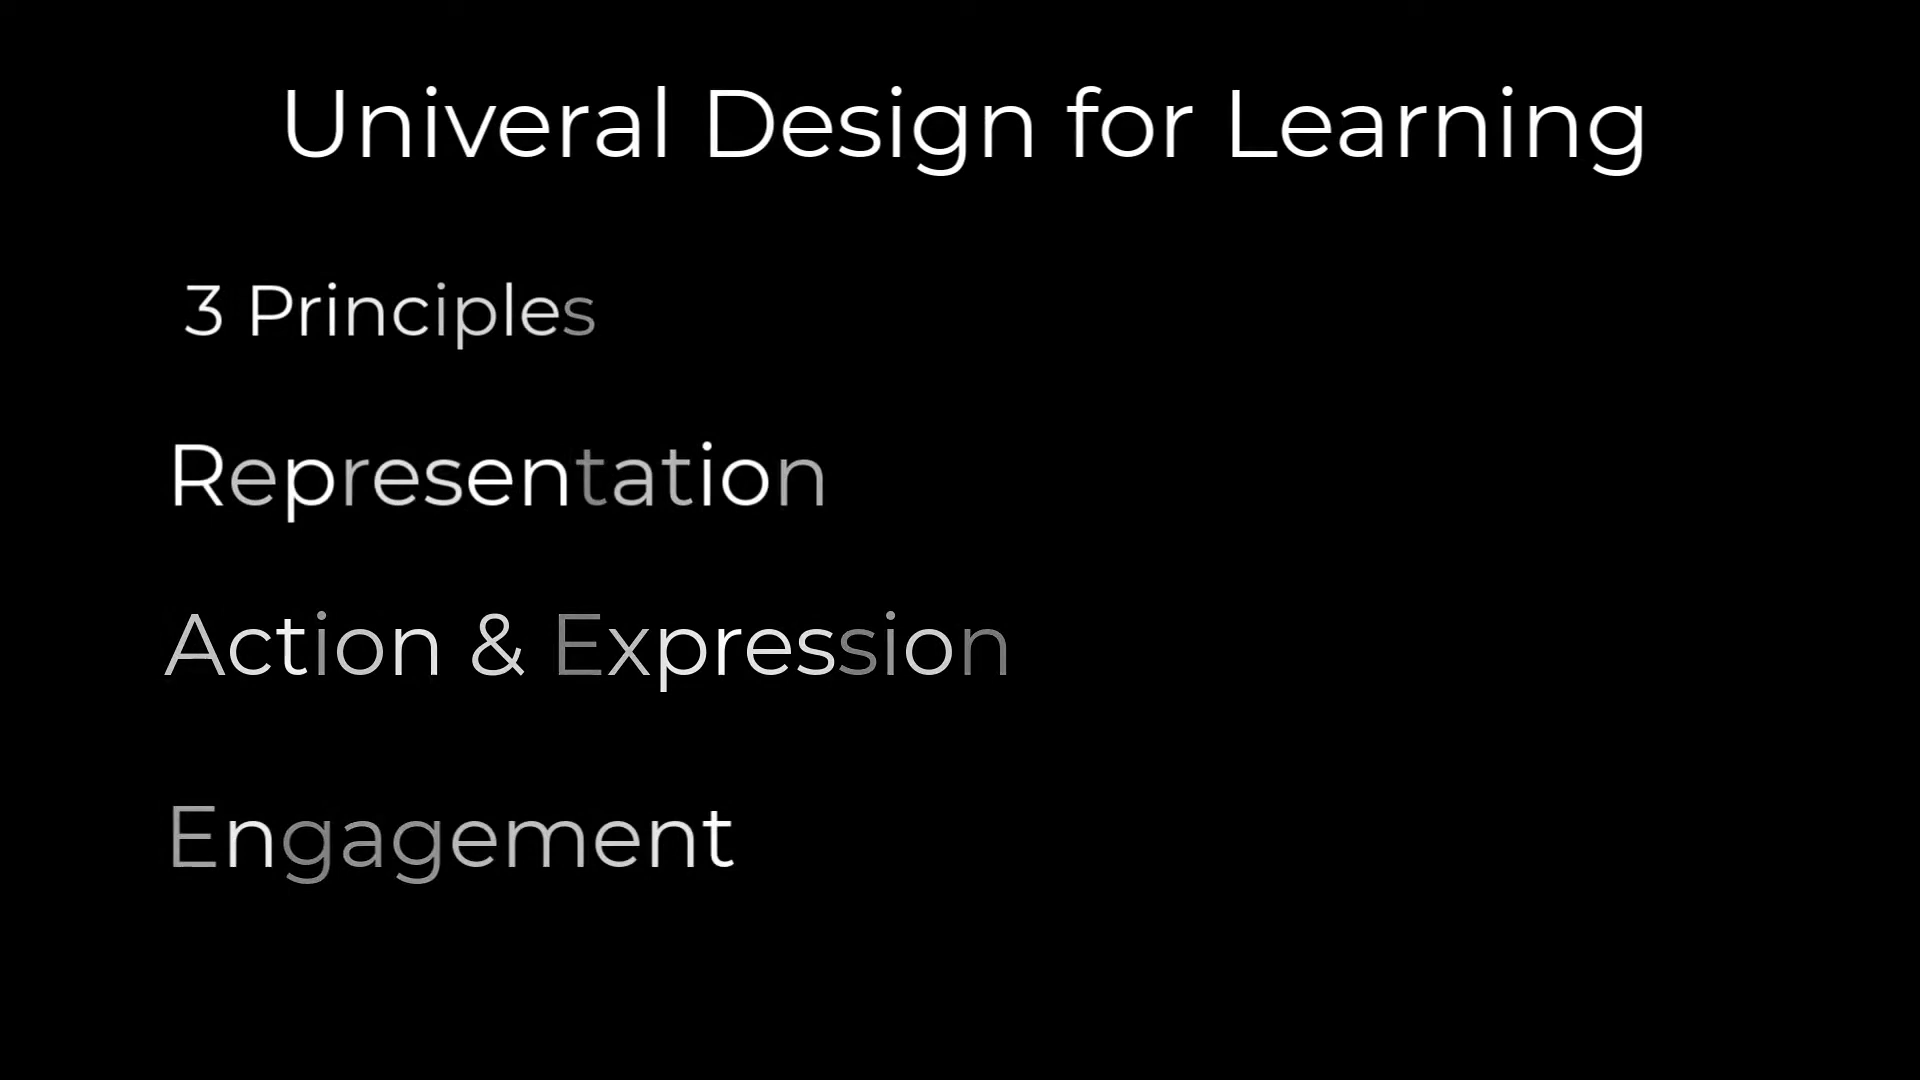 Univeral Design for Learning
3 Principles
Representation
Action & Expression
Engagement